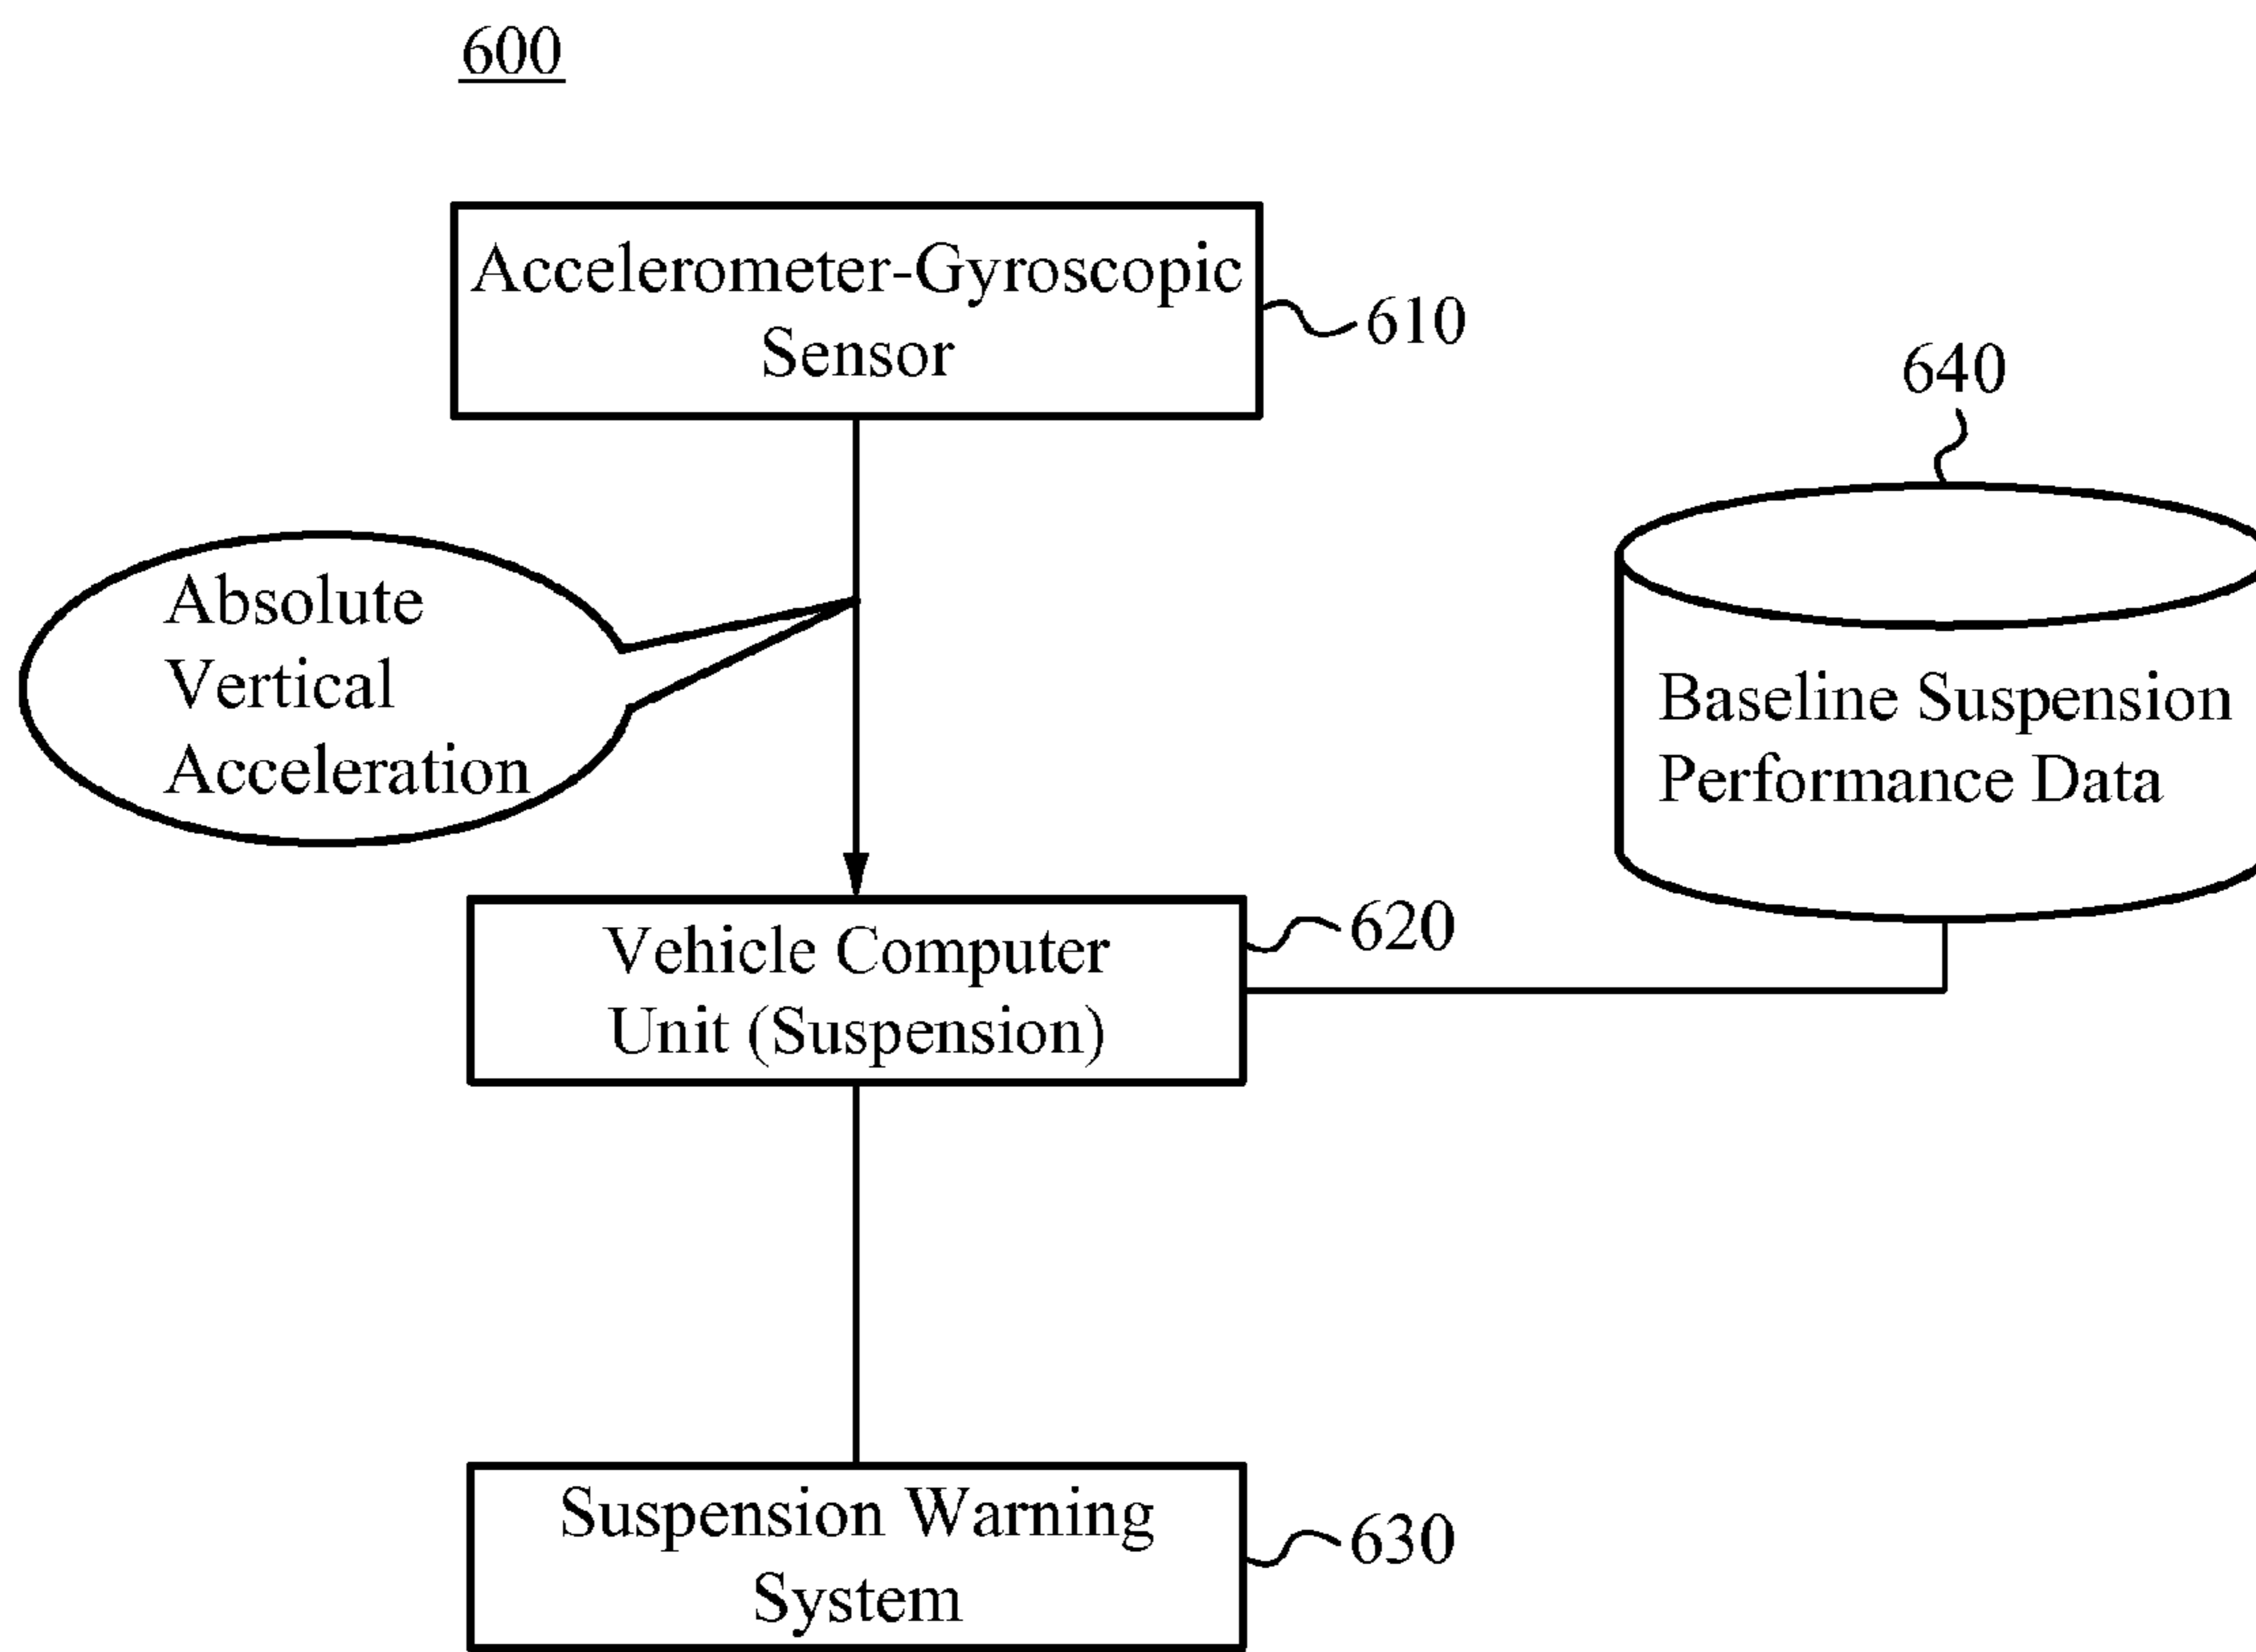 600
Accelerometer-Gyroscopic
Sensor
610
640
Absolute
Vertical
Acceleration
Baseline Suspension
Performance Data
Vehicle Computer
Unit (Suspension)
620
Suspension Warning
System
630